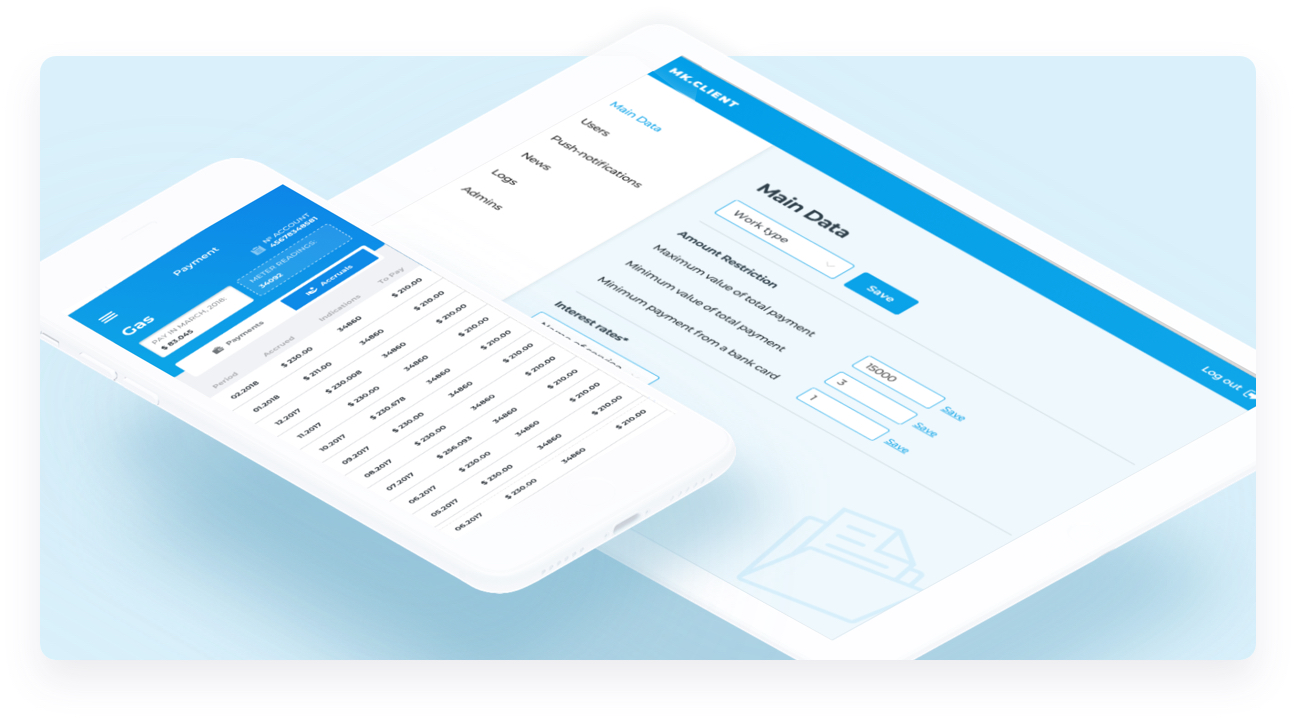 Payment
Nº ACCOUNT
45678348581
Gas
PAY IN MARCH, 2018:
$ 83.045
METER READINGS:
34092
Payments
Accruals
Period Accrued Indications To Pay
02.2018 $ 230.00 34860 $ 210.00
01.2018 $ 211.00 34860 $ 210.00
12.2017 $ 230.008 34860 $ 210.00
11.2017 $ 230.00 34860 $ 210.00
10.2017 $ 230.678 34860 $ 210.00
09.2017 $ 230.00 34860 $ 210.00
08.2017 $ 230.00 34860 $ 210.00
07.2017 $ 256.093 34860 $ 210.00
06.2017 $ 230.00 34860 $ 210.00
05.2017 $ 230.00 34860 $ 210.00
06.2017 $ 230.00 34860 $ 210.00
MK.CLIENT
Log out
Main Data
Users
Push-notifications
News
Logs
Admins
Main Data
Work type
Save
Amount Restriction
Maximum value of total payment
15000
Save
Minimum value of total payment
3
Save
Minimum payment from a bank card
1
Save
Interest rates*